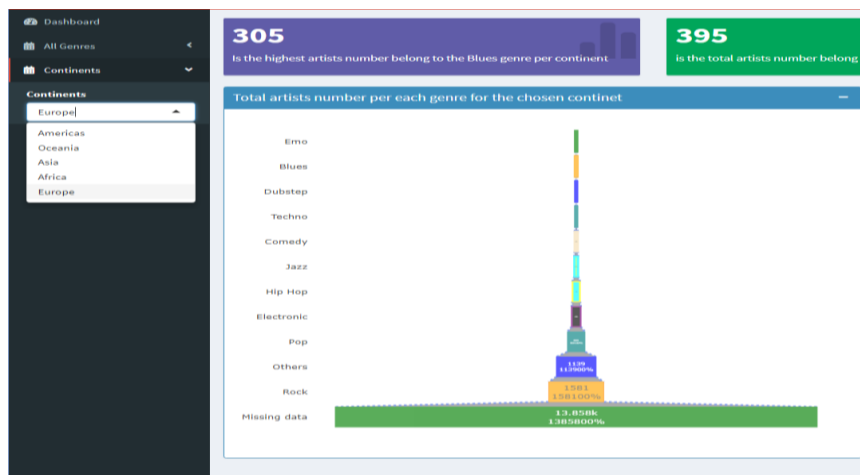 Dashboard
All Genres
Continents
Continents
Europe
Americas
Oceania
Asia
Africa
Europe
305
Is the highest artists number belong to the Blues genre per continent
395
is the total artists number belong
Total artists number per each genre for the chosen continet
Emo
Blues
Dubstep
Techno
Comedy
Jazz
Hip Hop
Electronic
Pop
Others
1139
113900%
Rock
1581
158100%
Missing data
13.858k
1385800%